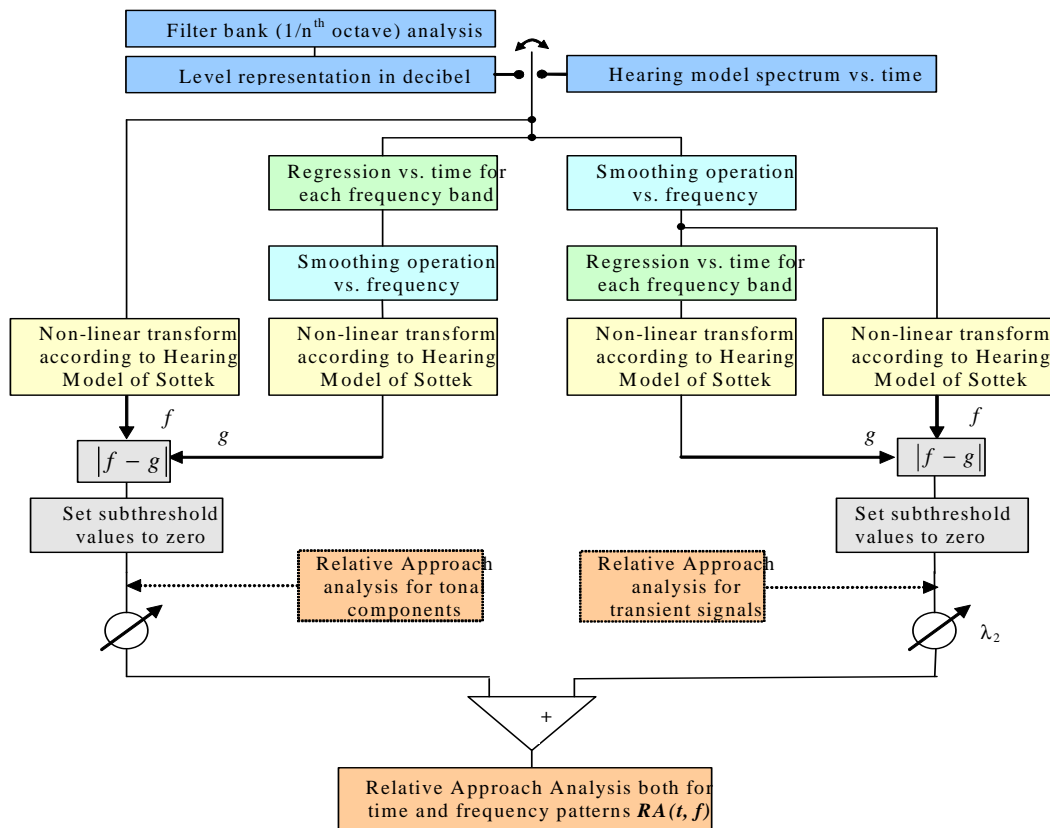 Filter bank (1/nth octave) analysis
Level representation in decibel
Hearing model spectrum vs. time
Regression vs. time for
each frequency band
Smoothing operation
vs. frequency
Smoothing operation
vs. frequency
Regression vs. time for
each frequency band
Non-linear transform
according to Hearing
Model of Sottek
Non-linear transform
according to Hearing
Model of Sottek
Non-linear transform
according to Hearing
Model of Sottek
Non-linear transform
according to Hearing
Model of Sottek
f
g
g
f
|f − g|
|f − g|
Set subthreshold
values to zero
Set subthreshold
values to zero
Relative Approach
analysis for tonal
components
Relative Approach
analysis for
transient signals
λ2
+
Relative Approach Analysis both for
time and frequency patterns RA(t, f)